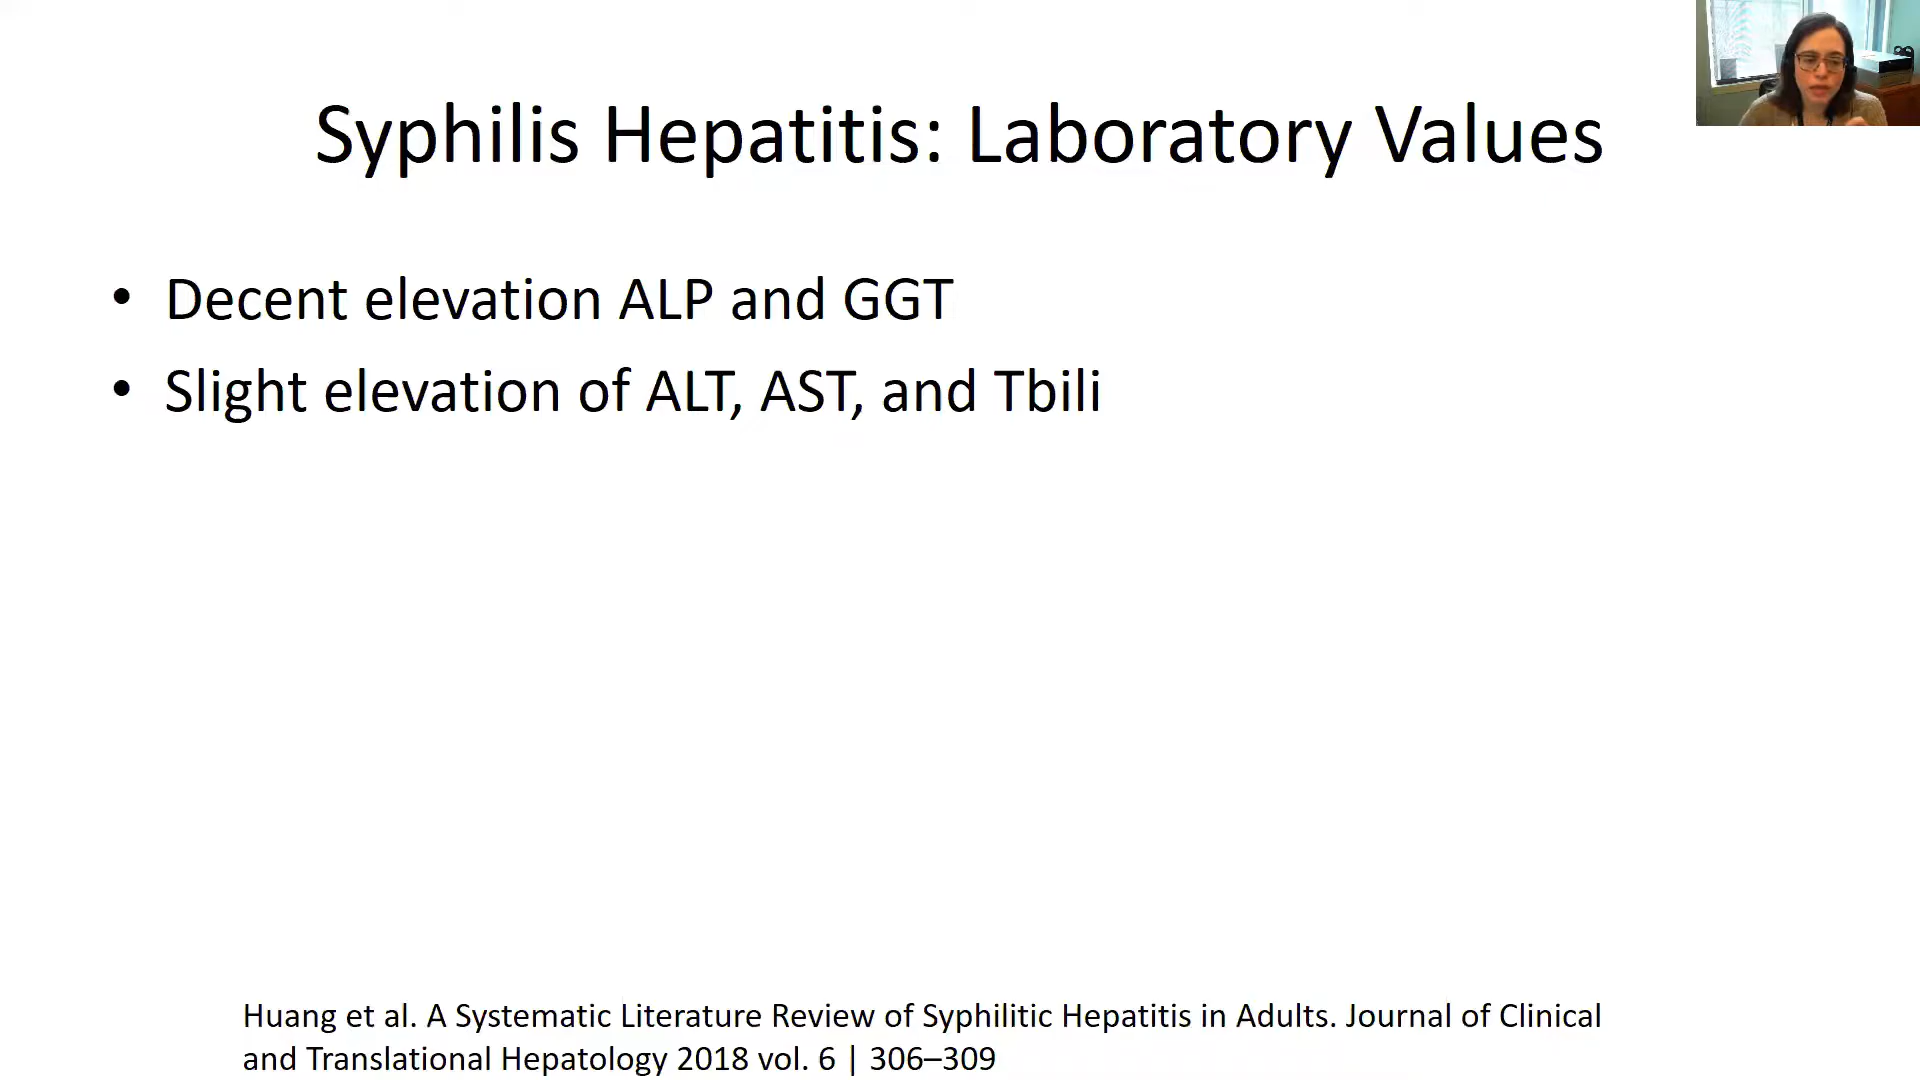 Syphilis Hepatitis: Laboratory Values
• Decent elevation ALP and GGT
• Slight elevation of ALT, AST, and Tbili
Huang et al. A Systematic Literature Review of Syphilitic Hepatitis in Adults. Journal of Clinical
and Translational Hepatology 2018 vol. 6 | 306–309